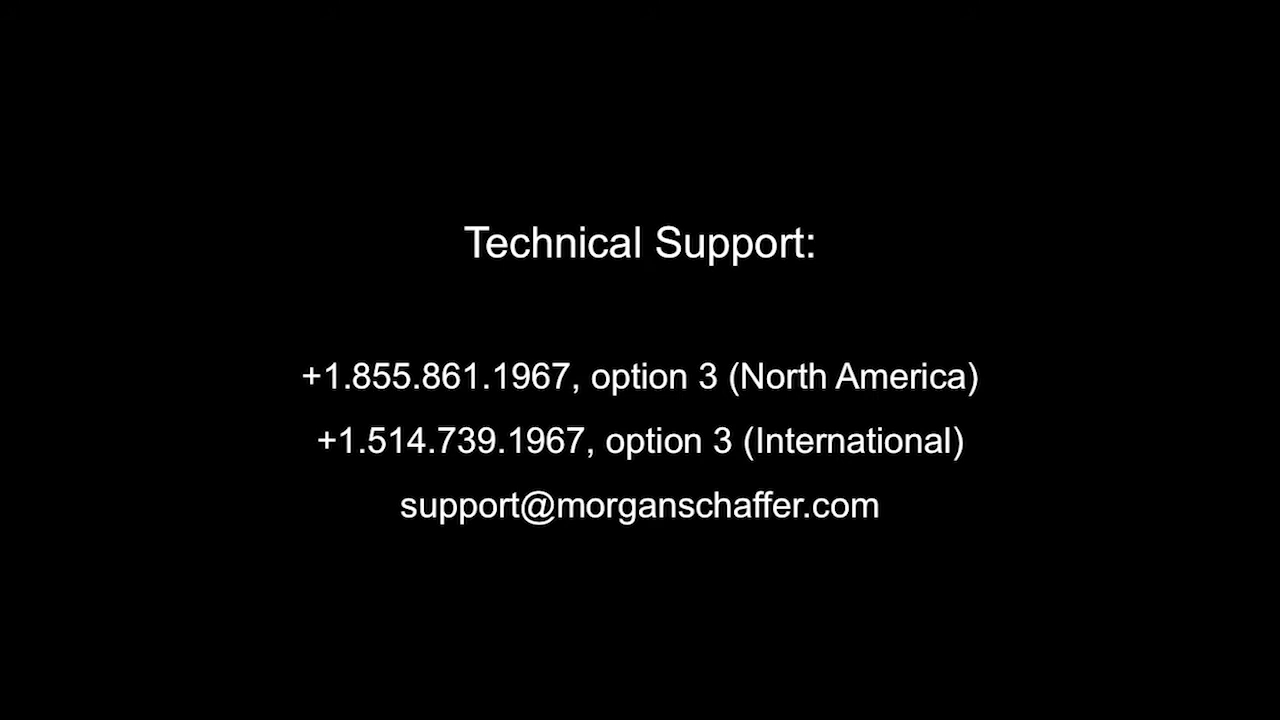 Technical Support:
+1.855.861.1967, option 3 (North America)
+1.514.739.1967, option 3 (International)
support@morganschaffer.com